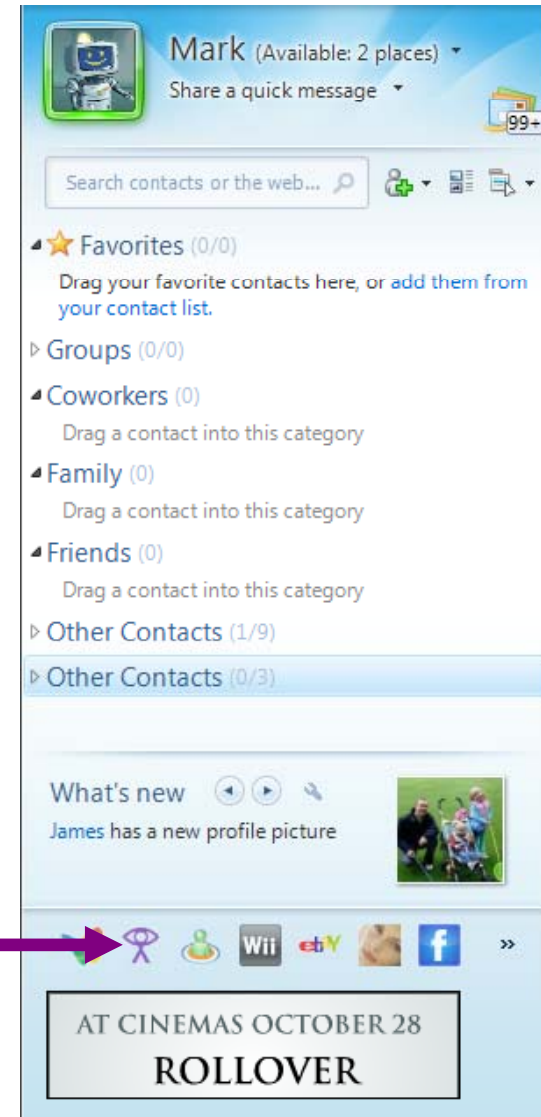 Mark (Available: 2 places)
Share a quick message
99+
Search contacts or the web...
Favorites (0/0)
Drag your favorite contacts here, or add them from
your contact list.
Groups (0/0)
Coworkers (0)
Drag a contact into this category
Family (0)
Drag a contact into this category
Friends (0)
Drag a contact into this category
Other Contacts (1/9)
Other Contacts (0/3)
What's new
James has a new profile picture
Wii ebY f »
AT CINEMAS OCTOBER 28
ROLLOVER